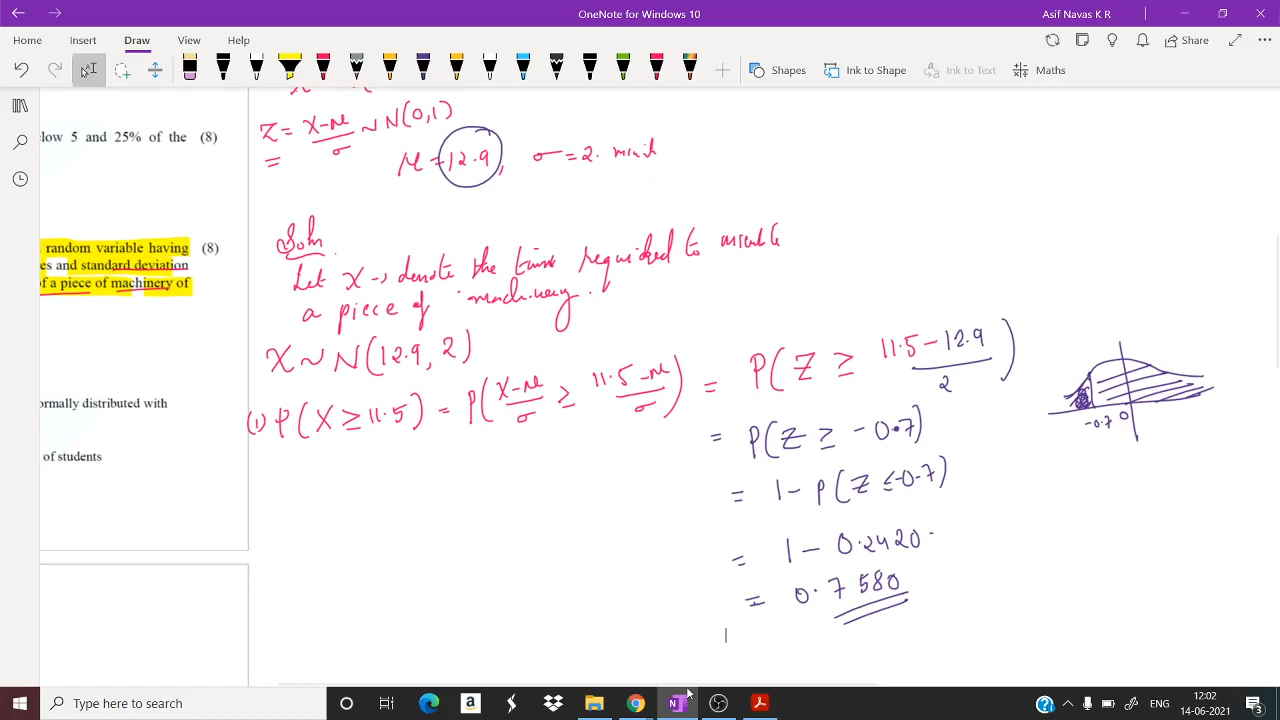 OneNote for Windows 10
Asif Navas K R
Home Insert Draw View Help
Shapes Ink to Shape Ink to Text Maths
low 5 and 25% of the (8)
random variable having (8)
es and standard deviation
f a piece of machinery of
ormally distributed with
of students
Z = X-μ/σ ~ N(0,1)
=
μ = 12.9, σ = 2.
Soln
Let X → denote the time required to
a piece of machinery.
X ~ N(12.9, 2)
(1) P(X ≥ 11.5) = P(X-μ/σ ≥ 11.5-μ/σ) = P(Z ≥ 11.5-12.9/2)
= P(Z ≥ -0.7)
= 1 - P(Z ≤ -0.7)
= 1 - 0.2420.
= 0.7580
-0.7 0
Type here to search
12:02
14-06-2021
3